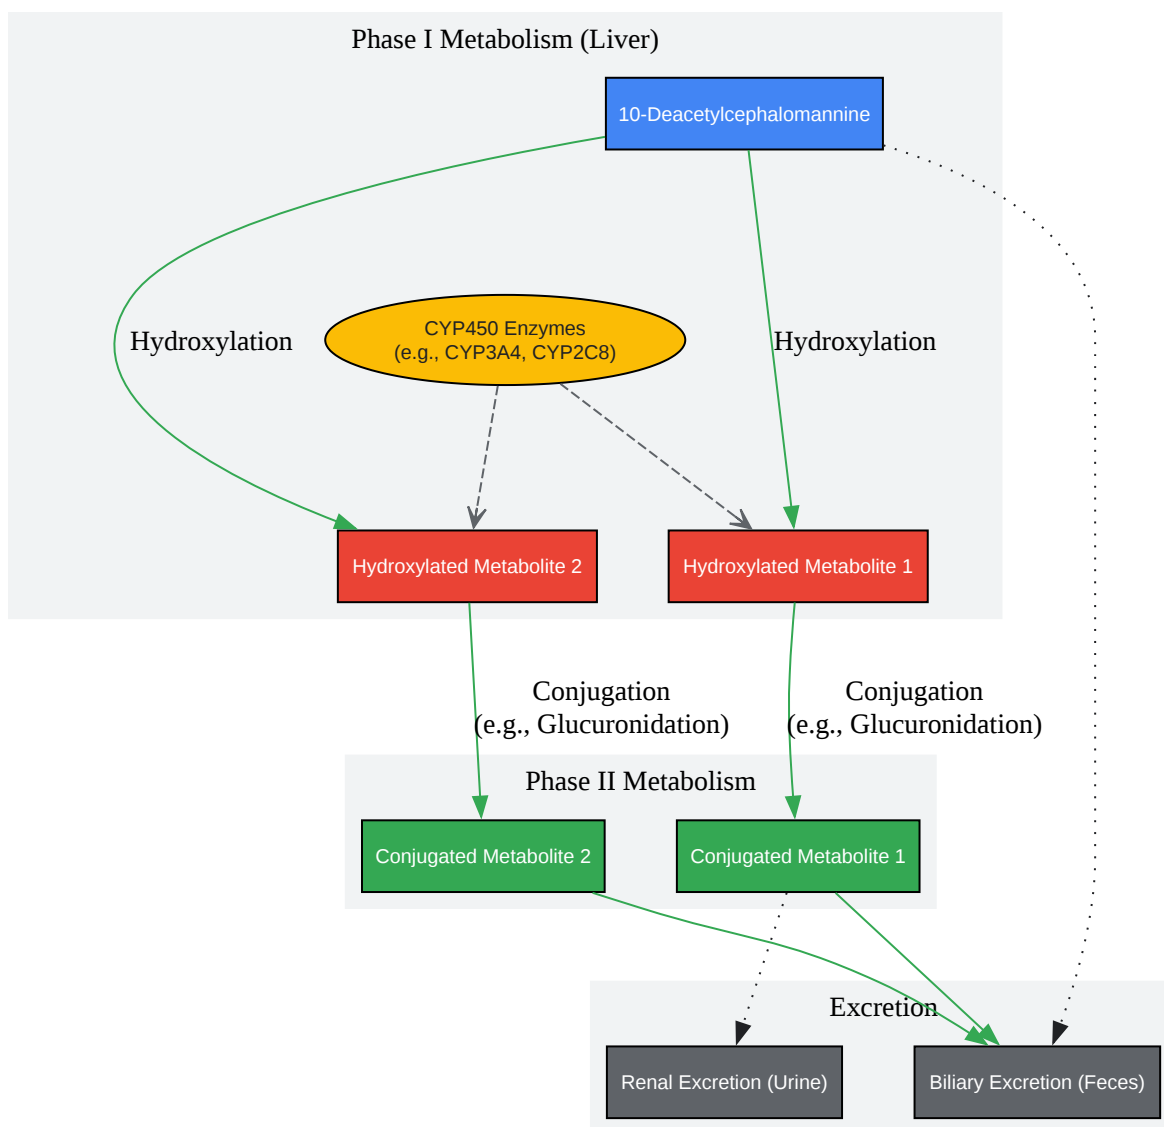 Phase I Metabolism (Liver)
10-Deacetylcephalomannine
Hydroxylation
CYP450 Enzymes
(e.g., CYP3A4, CYP2C8)
Hydroxylation
Hydroxylated Metabolite 2
Hydroxylated Metabolite 1
Conjugation
(e.g., Glucuronidation)
Conjugation
(e.g., Glucuronidation)
Phase II Metabolism
Conjugated Metabolite 2
Conjugated Metabolite 1
Excretion
Renal Excretion (Urine)
Biliary Excretion (Feces)